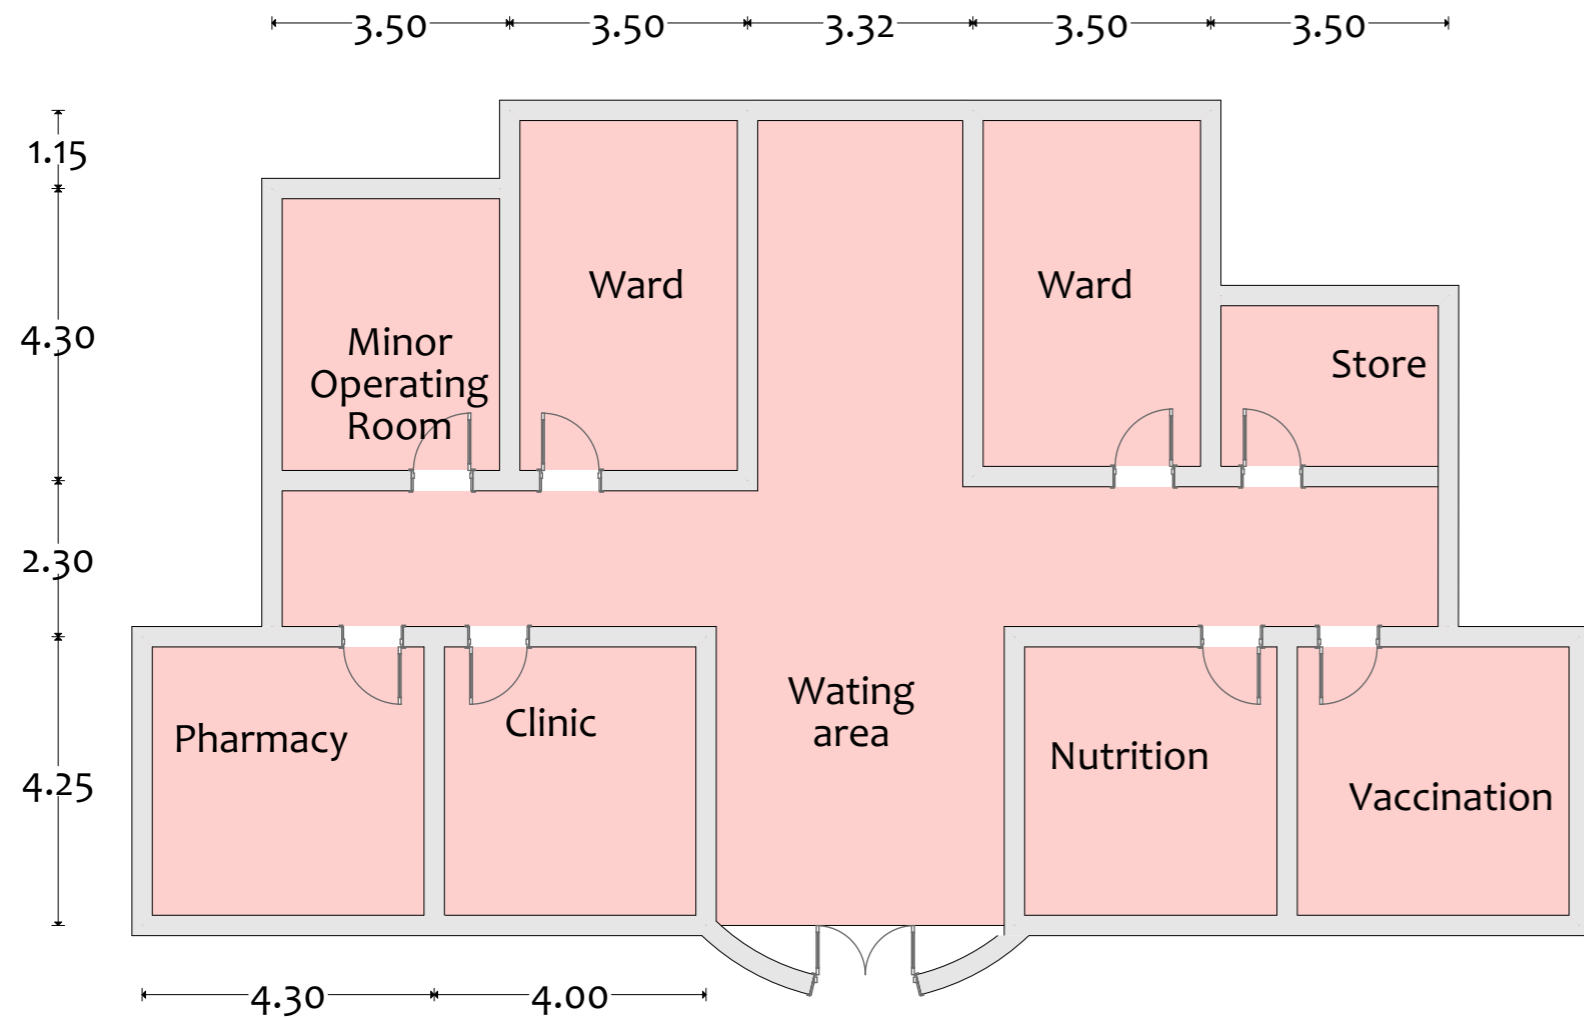 3.50 3.50 3.32 3.50 3.50
1.15
4.30
2.30
4.25
Ward
Ward
Minor
Operating
Room
Store
Wating
area
Pharmacy
Clinic
Nutrition
Vaccination
4.30 4.00